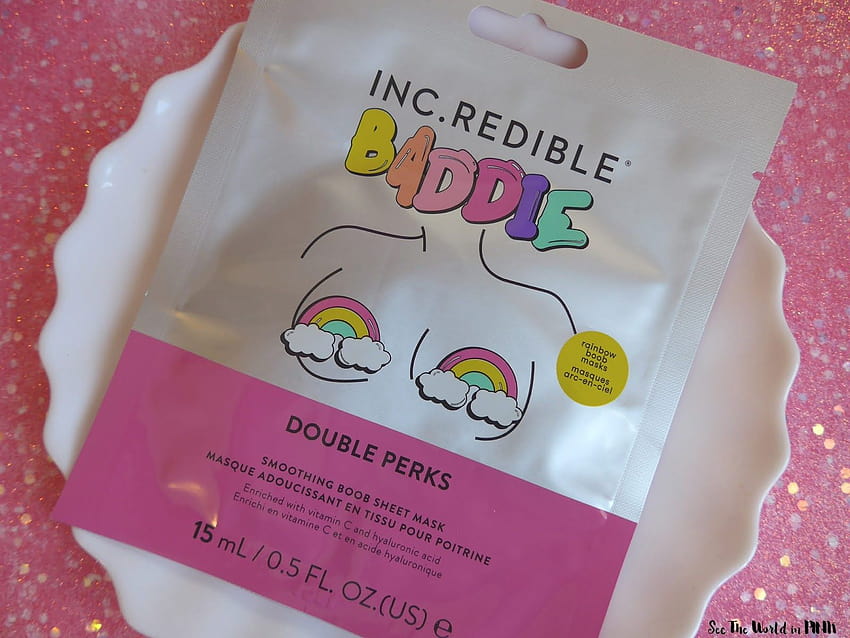 INC.REDIBLE®
BADDIE
rainbow
boob
masks
masques
arc-en-ciel
DOUBLE PERKS
SMOOTHING BOOB SHEET MASK
MASQUE ADOUCISSANT EN TISSU POUR POITRINE
Enriched with vitamin C and hyaluronic acid
Enrichi en vitamine C et en acide hyaluronique
15 mL / 0.5 FL. OZ.(US) e
See The World in PINK